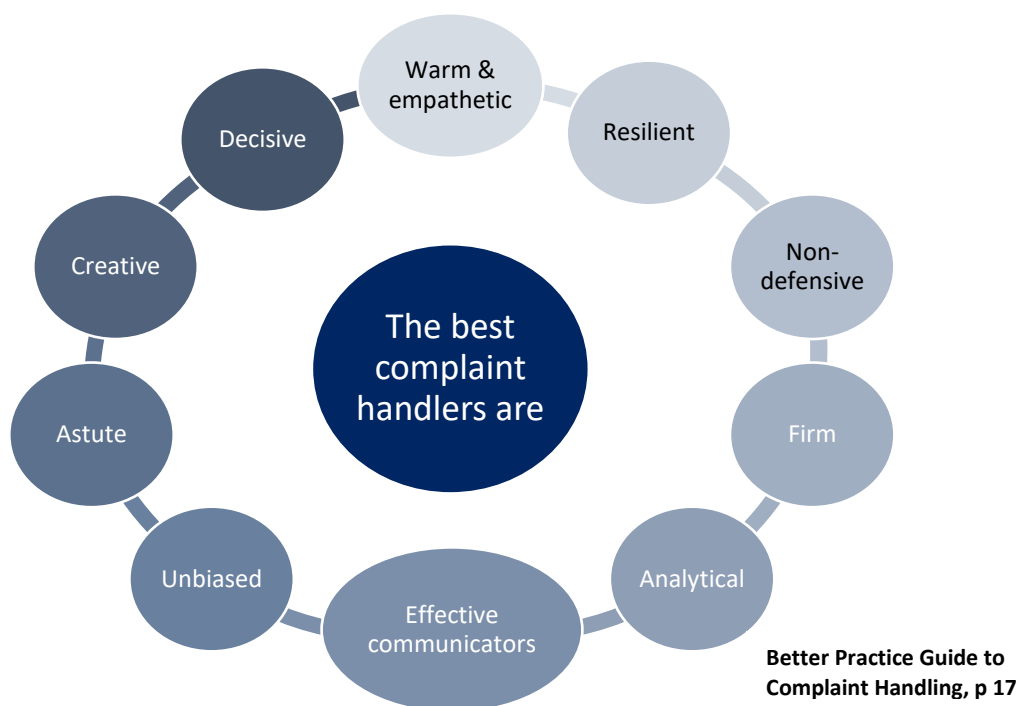 The best
complaint
handlers are
Warm &
empathetic
Resilient
Non-
defensive
Firm
Analytical
Effective
communicators
Unbiased
Astute
Creative
Decisive
Better Practice Guide to
Complaint Handling, p 17